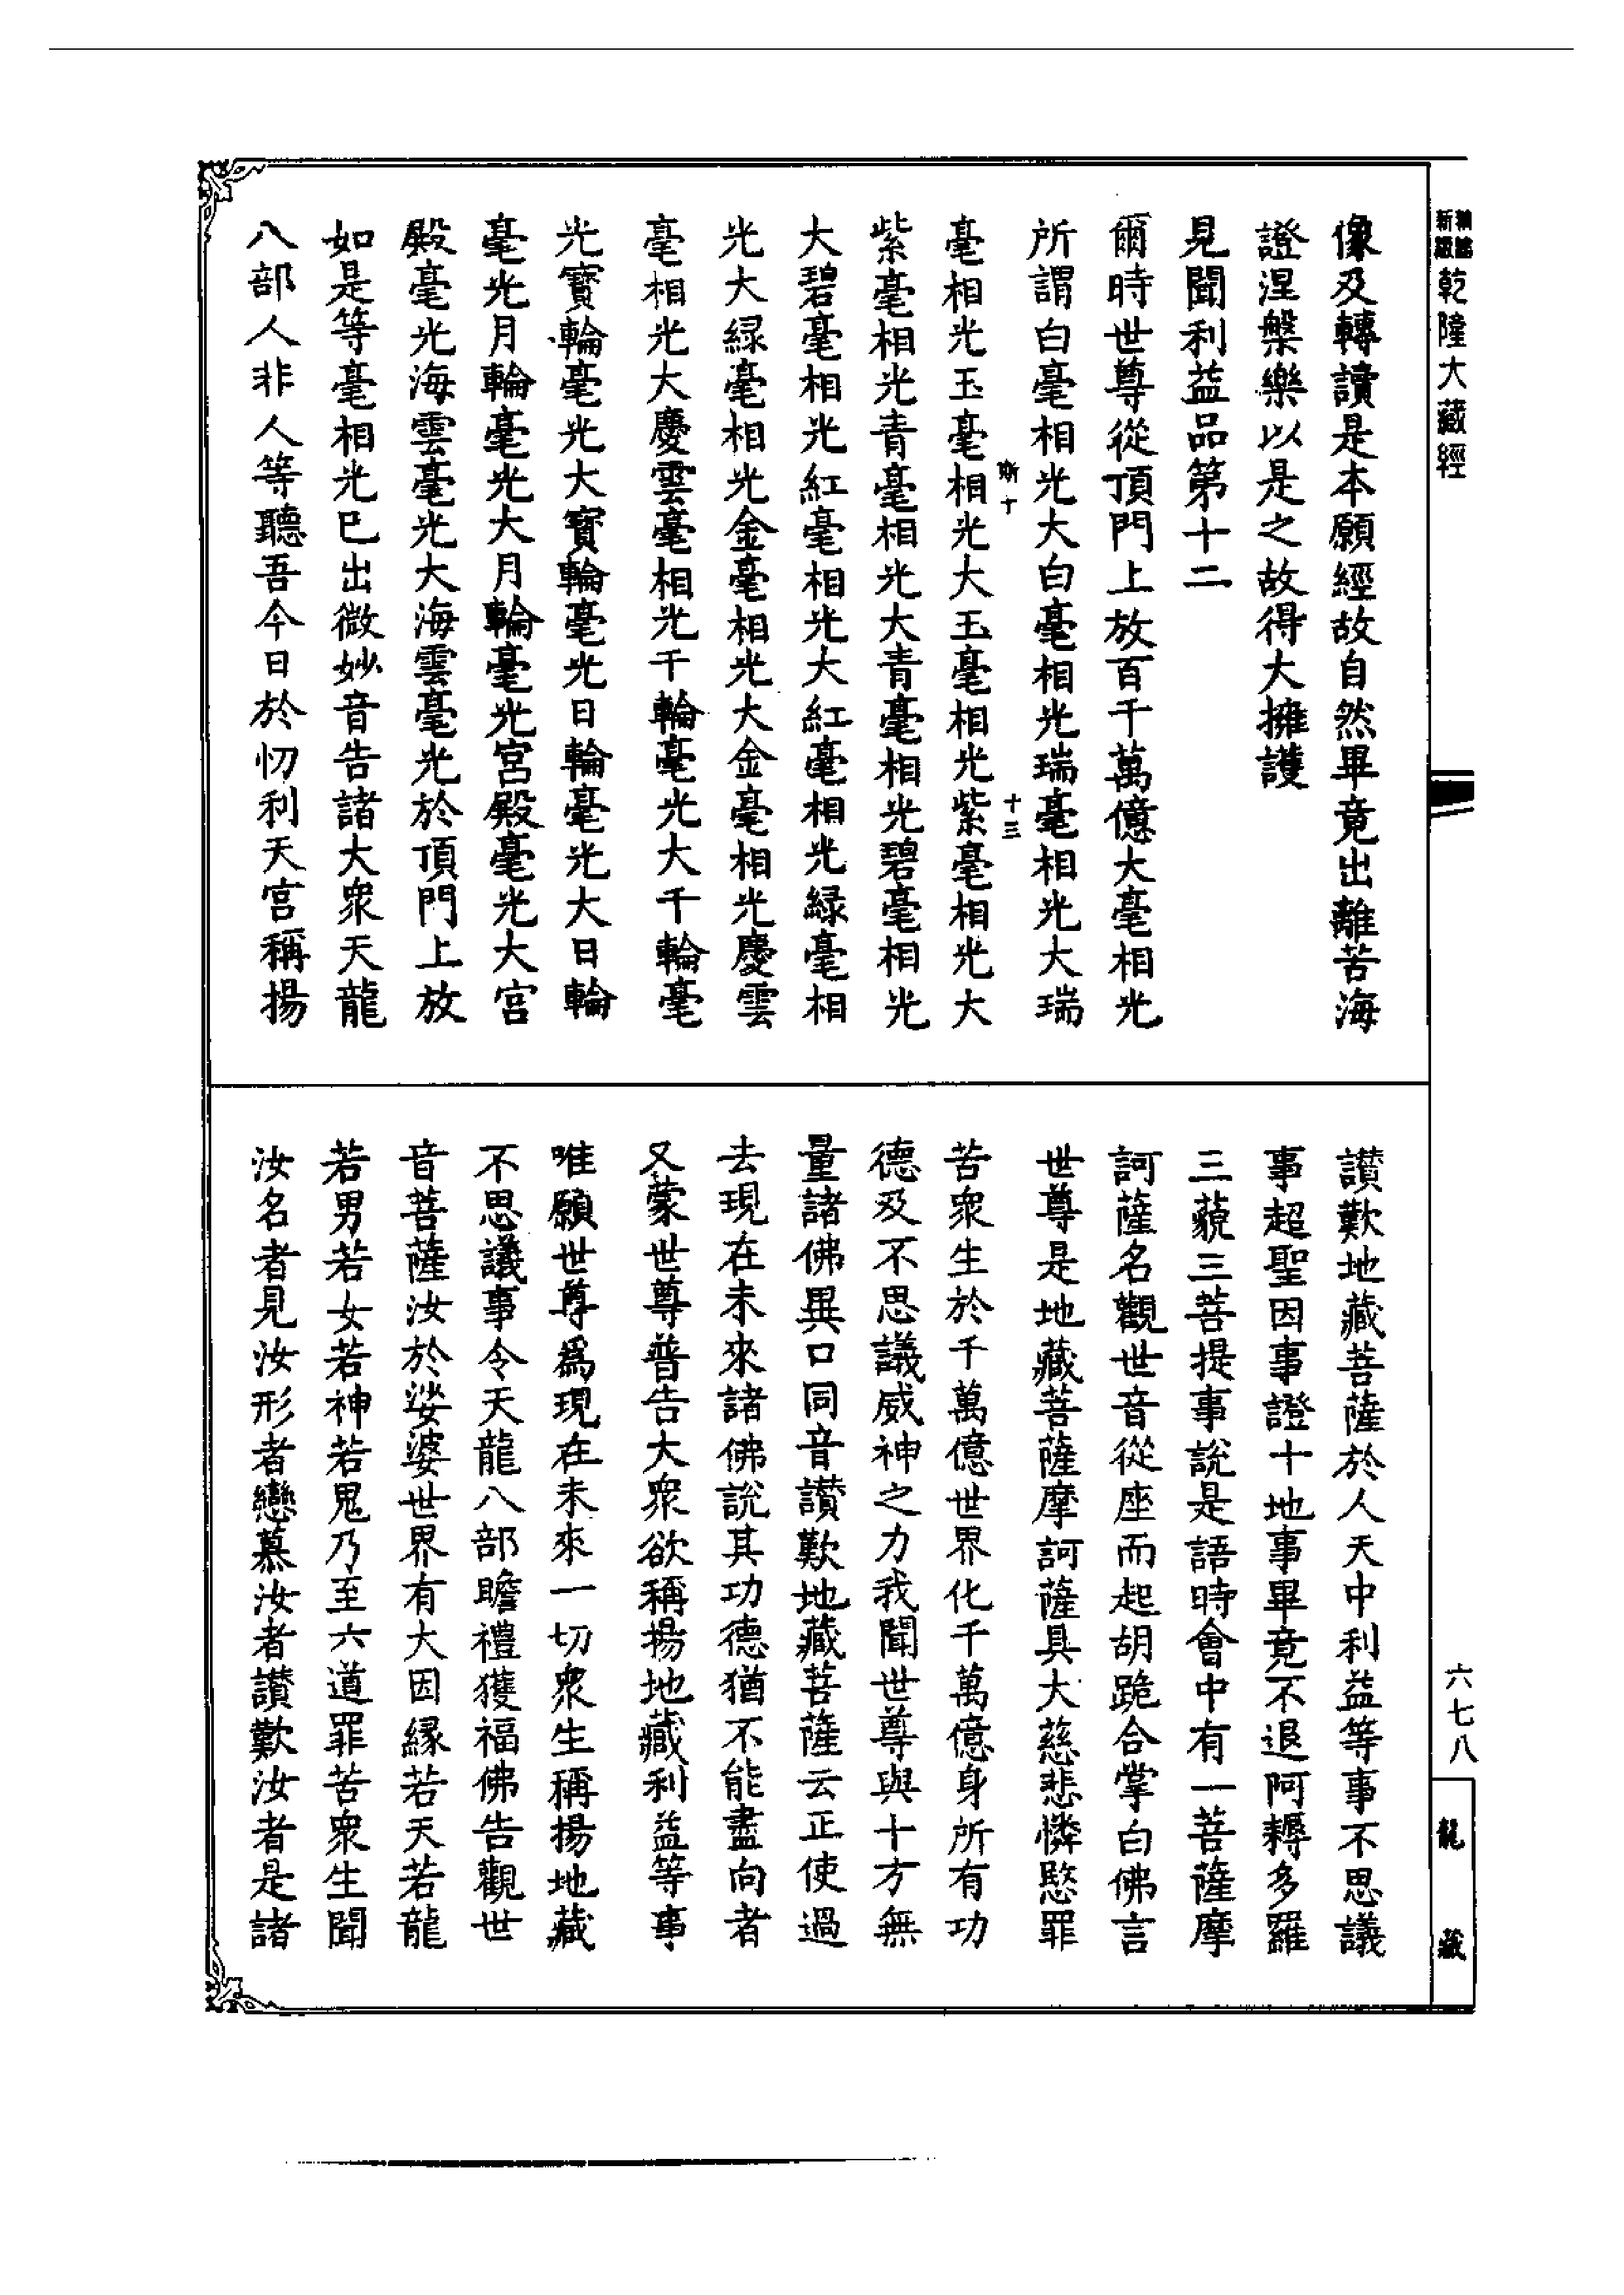 新編縮本乾隆大藏經
像及轉讀是本願經故自然畢竟出離苦海
證涅槃樂以是之故得大擁護
見聞利益品第十二
爾時世尊從頂門上放百千萬億大毫相光
所謂白毫相光大白毫相光瑞毫相光大瑞
十三
毫相光玉毫相光大玉毫相光紫毫相光大
紫毫相光青毫相光大青毫相光碧毫相光
大碧毫相光紅毫相光大紅毫相光緑毫相
光大緑毫相光金毫相光大金毫相光慶雲
毫相光大慶雲毫相光千輪毫光大千輪毫
光寳輪毫光大寳輪毫光日輪毫光大日輪
毫光月輪毫光大月輪毫光宮殿毫光大宮
殿毫光海雲毫光大海雲毫光於頂門上放
如是等毫相光已出微妙音告諸大眾天龍
八部人非人等聽吾今日於忉利天宮稱揚
讃歎地藏菩薩於人天中利益等事不思議
事超聖因事證十地事畢竟不退阿耨多羅
三藐三菩提事說是語時會中有一菩薩摩
訶薩名觀世音從座而起胡跪合掌白佛言
世尊是地藏菩薩摩訶薩具大慈悲憐愍罪
苦眾生於千萬億世界化千萬億身所有功
德及不思議威神之力我聞世尊與十方無
量諸佛異口同音讃歎地藏菩薩云正使過
去現在未來諸佛說其功德猶不能盡向者
又蒙世尊普告大眾欲稱揚地藏利益等事
唯願世尊為現在未來一切眾生稱揚地藏
不思議事令天龍八部瞻禮獲福佛告觀世
音菩薩汝於娑婆世界有大因緣若天若龍
若男若女若神若鬼乃至六道罪苦眾生聞
汝名者見汝形者戀慕汝者讃歎汝者是諸
六七八
龍藏